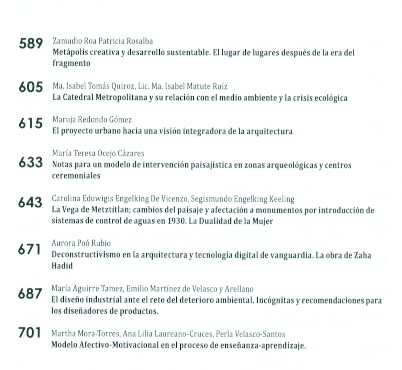 589 Zamudio Roa Patricia Rosalba
Metápolis creativa y desarrollo sustentable. El lugar de lugares después de la era del
fragmento
605 Ma. Isabel Tomás Quiroz, Lic. Ma. Isabel Matute Ruiz
La Catedral Metropolitana y su relación con el medio ambiente y la crisis ecológica
615 Maruja Redondo Gómez
El proyecto urbano hacia una visión integradora de la arquitectura
633 María Teresa Ocejo Cázares
Notas para un modelo de intervención paisajística en zonas arqueológicas y centros
ceremoniales
643 Carolina Eduwigis Engelking De Vicenzo, Segismundo Engelking Keeling
La Vega de Metztitlan; cambios del paisaje y afectación a monumentos por introducción de
sistemas de control de aguas en 1930. La Dualidad de la Mujer
671 Aurora Poó Rubio
Deconstructivismo en la arquitectura y tecnología digital de vanguardia. La obra de Zaha
Hadid
687 María Aguirre Tamez, Emilio Martínez de Velasco y Arellano
El diseño industrial ante el reto del deterioro ambiental. Incógnitas y recomendaciones para
los diseñadores de productos.
701 Martha Mora-Torres, Ana Lilia Laureano-Cruces, Perla Velasco-Santos
Modelo Afectivo-Motivacional en el proceso de enseñanza-aprendizaje.